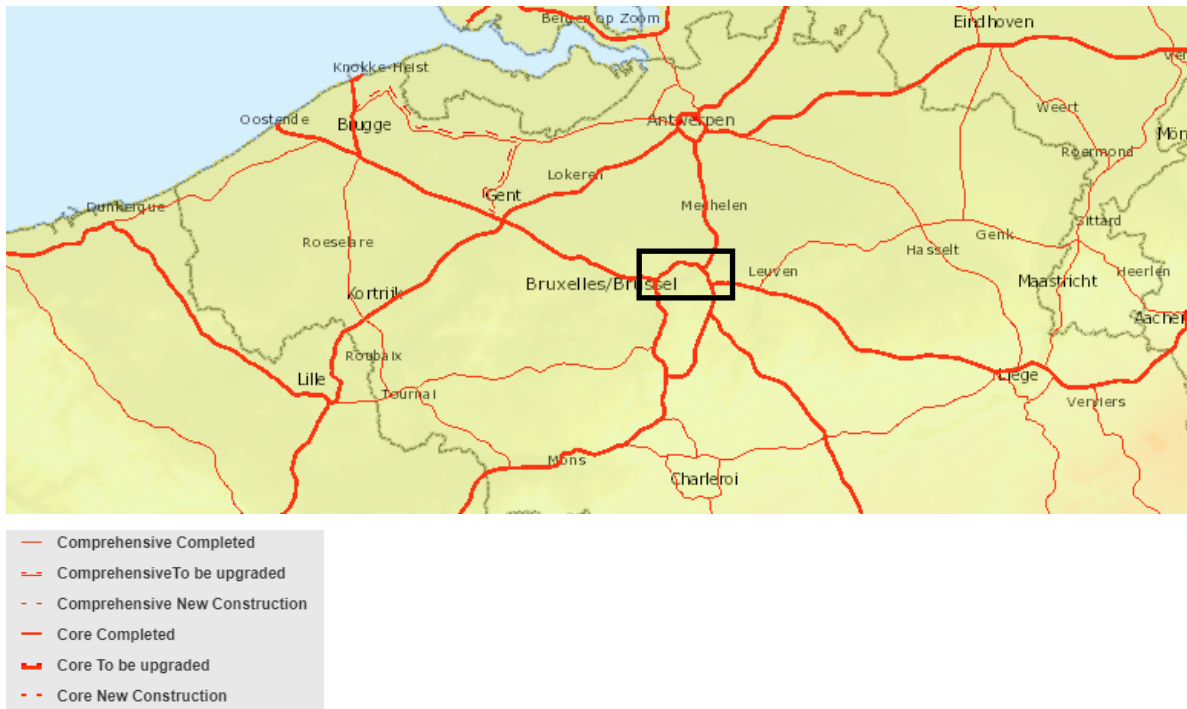 Bergen op Zoom
Eindhoven
Knokke-Heist
Weert
Oostende
Brugge
Antwerpen
Roermond
Lokeren
Gent
Dunkerque
Mechelen
Sittard
Roeselare
Hasselt
Genk
Leuven
Heerlen
Bruxelles/Brussel
Maastricht
Kortrijk
Aachen
Roubaix
Lille
Liege
Tournai
Verviers
Mons
Charleroi
Comprehensive Completed
ComprehensiveTo be upgraded
Comprehensive New Construction
Core Completed
Core To be upgraded
Core New Construction